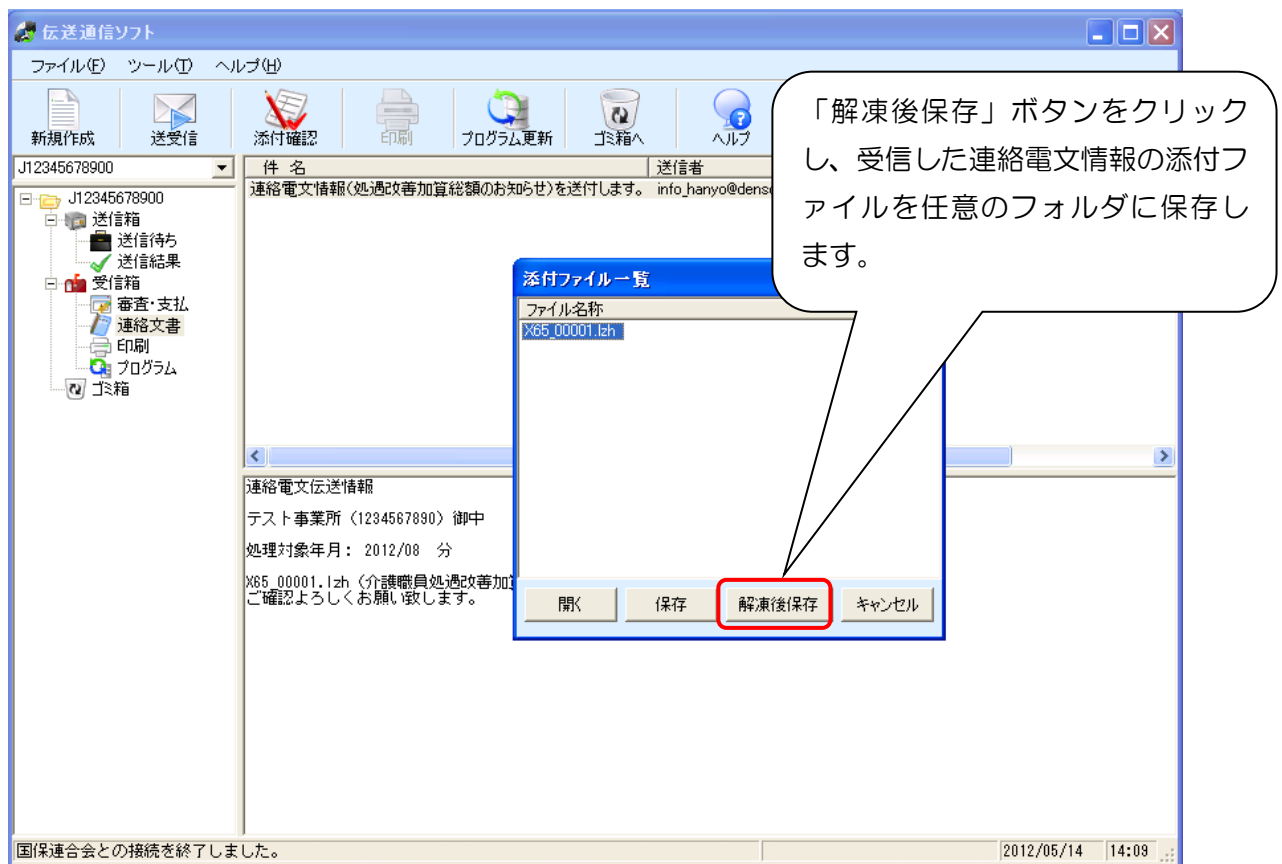 伝送通信ソフト
ファイル(F) ツール(T) ヘルプ(H)
新規作成 送受信 添付確認 印刷 プログラム更新 ゴミ箱へ ヘルプ
「解凍後保存」ボタンをクリック
し、受信した連絡電文情報の添付フ
ァイルを任意のフォルダに保存し
ます。
J12345678900
件 名 送信者
連絡電文情報(処遇改善加算総額のお知らせ)を送付します。 info_hanyo@dens
J12345678900
送信箱
送信待ち
送信結果
受信箱
審査・支払
連絡文書
印刷
プログラム
ゴミ箱
添付ファイル一覧
ファイル名称
X65_00001.lzh
開く 保存 解凍後保存 キャンセル
連絡電文伝送情報
テスト事業所(1234567890)御中
処理対象年月: 2012/08 分
X65_00001.lzh(介護職員処遇改善加
ご確認よろしくお願い致します。
国保連合会との接続を終了しました。 2012/05/14 14:09